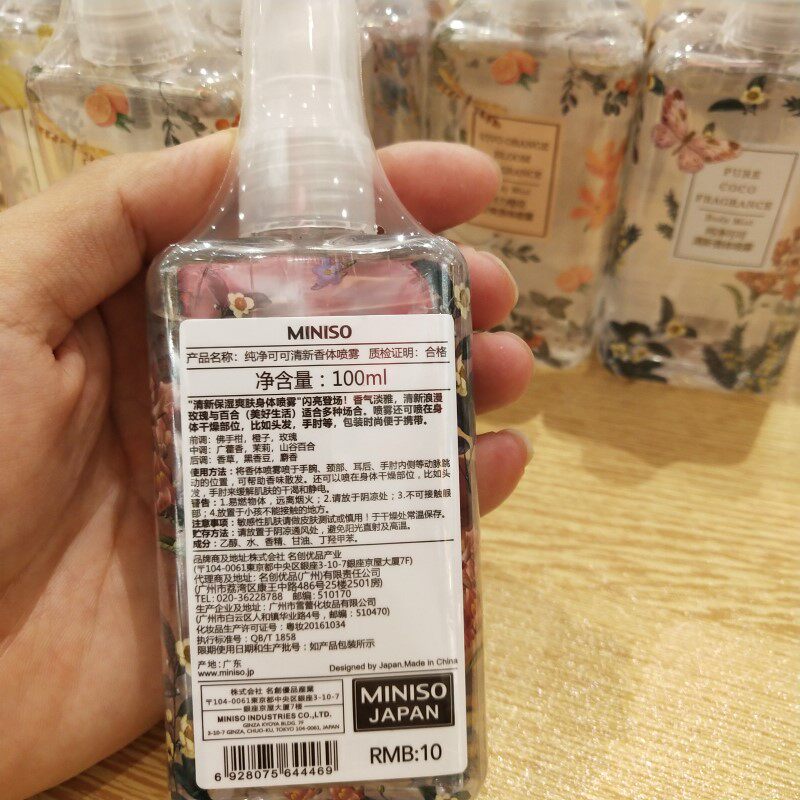 MINISO
产品名称：纯净可可清新香体喷雾 质检证明：合格
净含量：100ml
"清新保湿爽肤身体喷雾"闪亮登场！香气淡雅，清新浪漫
玫瑰与百合（美好生活）适合多种场合。喷雾还可喷在身
体干燥部位，比如头发，手肘等，包装时尚便于携带。
前调：佛手柑，橙子，玫瑰
中调：广藿香，茉莉，山谷百合
后调：香草，黑香豆，麝香
使用方法：将香体喷雾喷于手腕、颈部、耳后、手肘内侧等动脉跳
动的位置，可帮助香味散发。还可以喷在身体干燥部位，比如头
发，手肘来缓解肌肤的干渴和静电。
警告：1.易燃物体，远离烟火；2.请放于阴凉处；3.不可接触眼
部；4.放置于小孩不能接触的地方。
注意事项：敏感性肌肤请做皮肤测试或慎用！于干燥处常温保存。
贮存方法：请放置于阴凉通风处，避免阳光直射及高温。
成分：乙醇、水、香精、甘油、丁羟甲苯。
品牌商及地址:株式会社 名创优品产业
(〒104-0061東京都中央区銀座3-10-7銀座京屋大厦7F)
代理商及地址: 名创优品(广州)有限责任公司
(广州市荔湾区康王中路486号25楼2501房)
TEL: 020-36228788 邮编: 510170
生产企业及地址: 广州市雪蕾化妆品有限公司
(广州市白云区人和镇华业路4号，邮编：510470)
化妆品生产许可证号：粤妆20161034
执行标准号：QB/T 1858
限期使用日期和生产批号：如产品包装所示
产地:广东
www.miniso.jp
Designed by Japan.Made in China
株式会社 名創優品産業
〒104-0061東京都中央区銀座3-10-7
銀座京屋大厦7楼
MINISO INDUSTRIES CO.,LTD.
GINZA KYOYA BLDG. 7F
3-10-7 GINZA, CHUO-KU, TOKYO 104-0061, JAPAN
MINISO
JAPAN
RMB:10
6 928075 644469
ORANGE
PURE
COCO
FRAGRANCE
Body Mist
纯净可可
清新香体喷雾